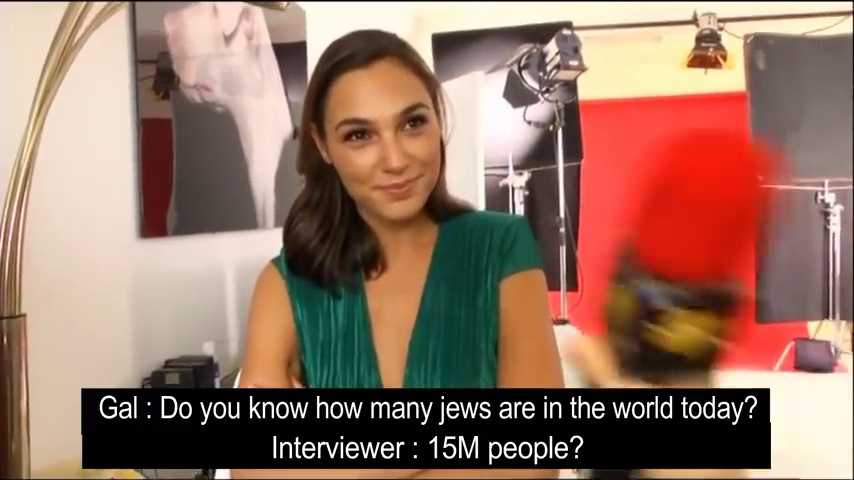 Gal : Do you know how many jews are in the world today?
Interviewer : 15M people?